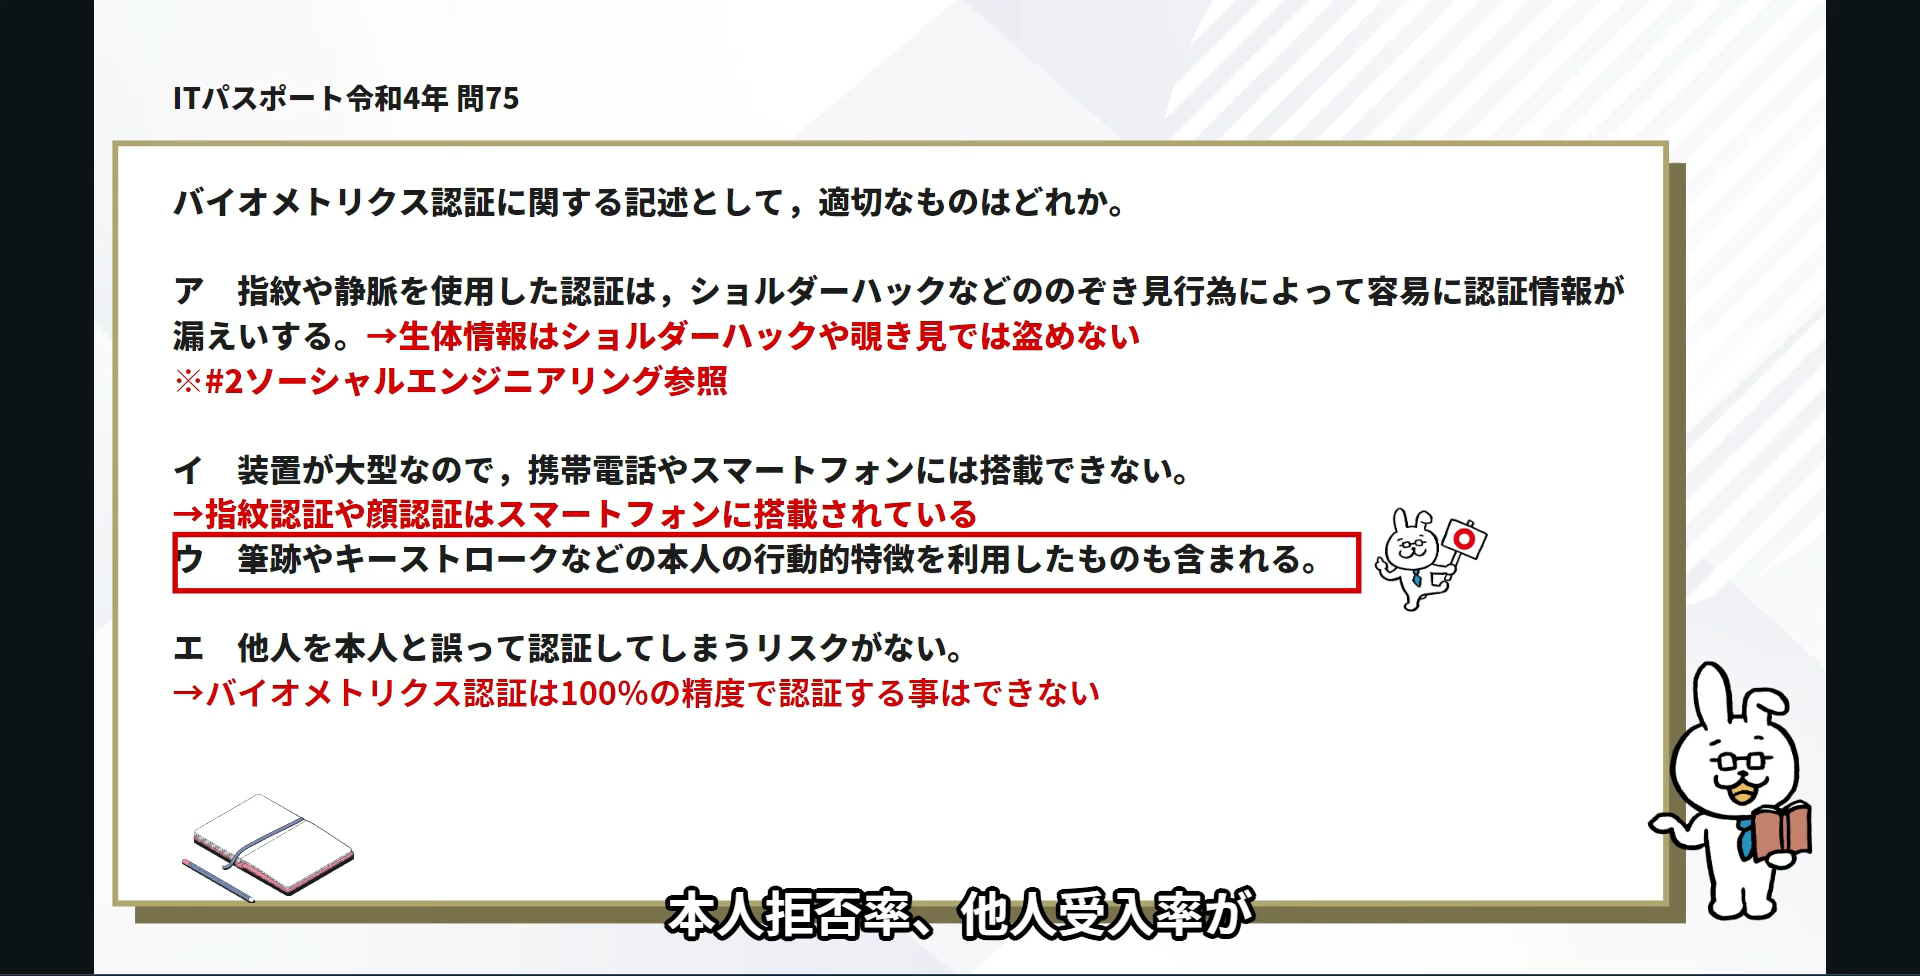 ITパスポート令和4年 問75
バイオメトリクス認証に関する記述として，適切なものはどれか。
ア　指紋や静脈を使用した認証は，ショルダーハックなどののぞき見行為によって容易に認証情報が
漏えいする。→生体情報はショルダーハックや覗き見では盗めない
※#2ソーシャルエンジニアリング参照
イ　装置が大型なので，携帯電話やスマートフォンには搭載できない。
→指紋認証や顔認証はスマートフォンに搭載されている
ウ　筆跡やキーストロークなどの本人の行動的特徴を利用したものも含まれる。
エ　他人を本人と誤って認証してしまうリスクがない。
→バイオメトリクス認証は100%の精度で認証する事はできない
本人拒否率、他人受入率が